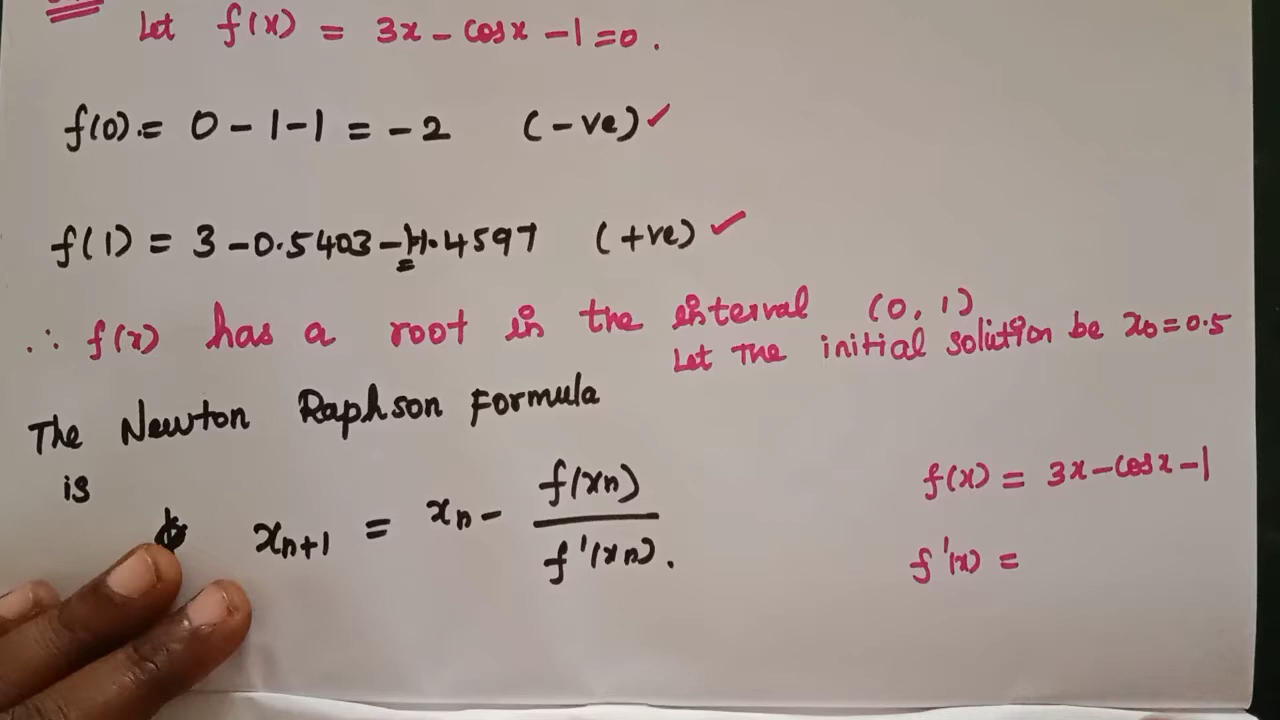 Let f(x) = 3x - cosx - 1 = 0.
f(0) = 0 - 1 - 1 = -2 (-ve) ✓
f(1) = 3 - 0.5403 - 1.4597 (+ve) ✓
∴ f(x) has a root in the interval (0, 1)
Let The initial solution be x₀ = 0.5
The Newton Raphson Formula
is
xₙ₊₁ = xₙ - f(xₙ) / f'(xₙ).
f(x) = 3x - cosx - 1
f'(x) =